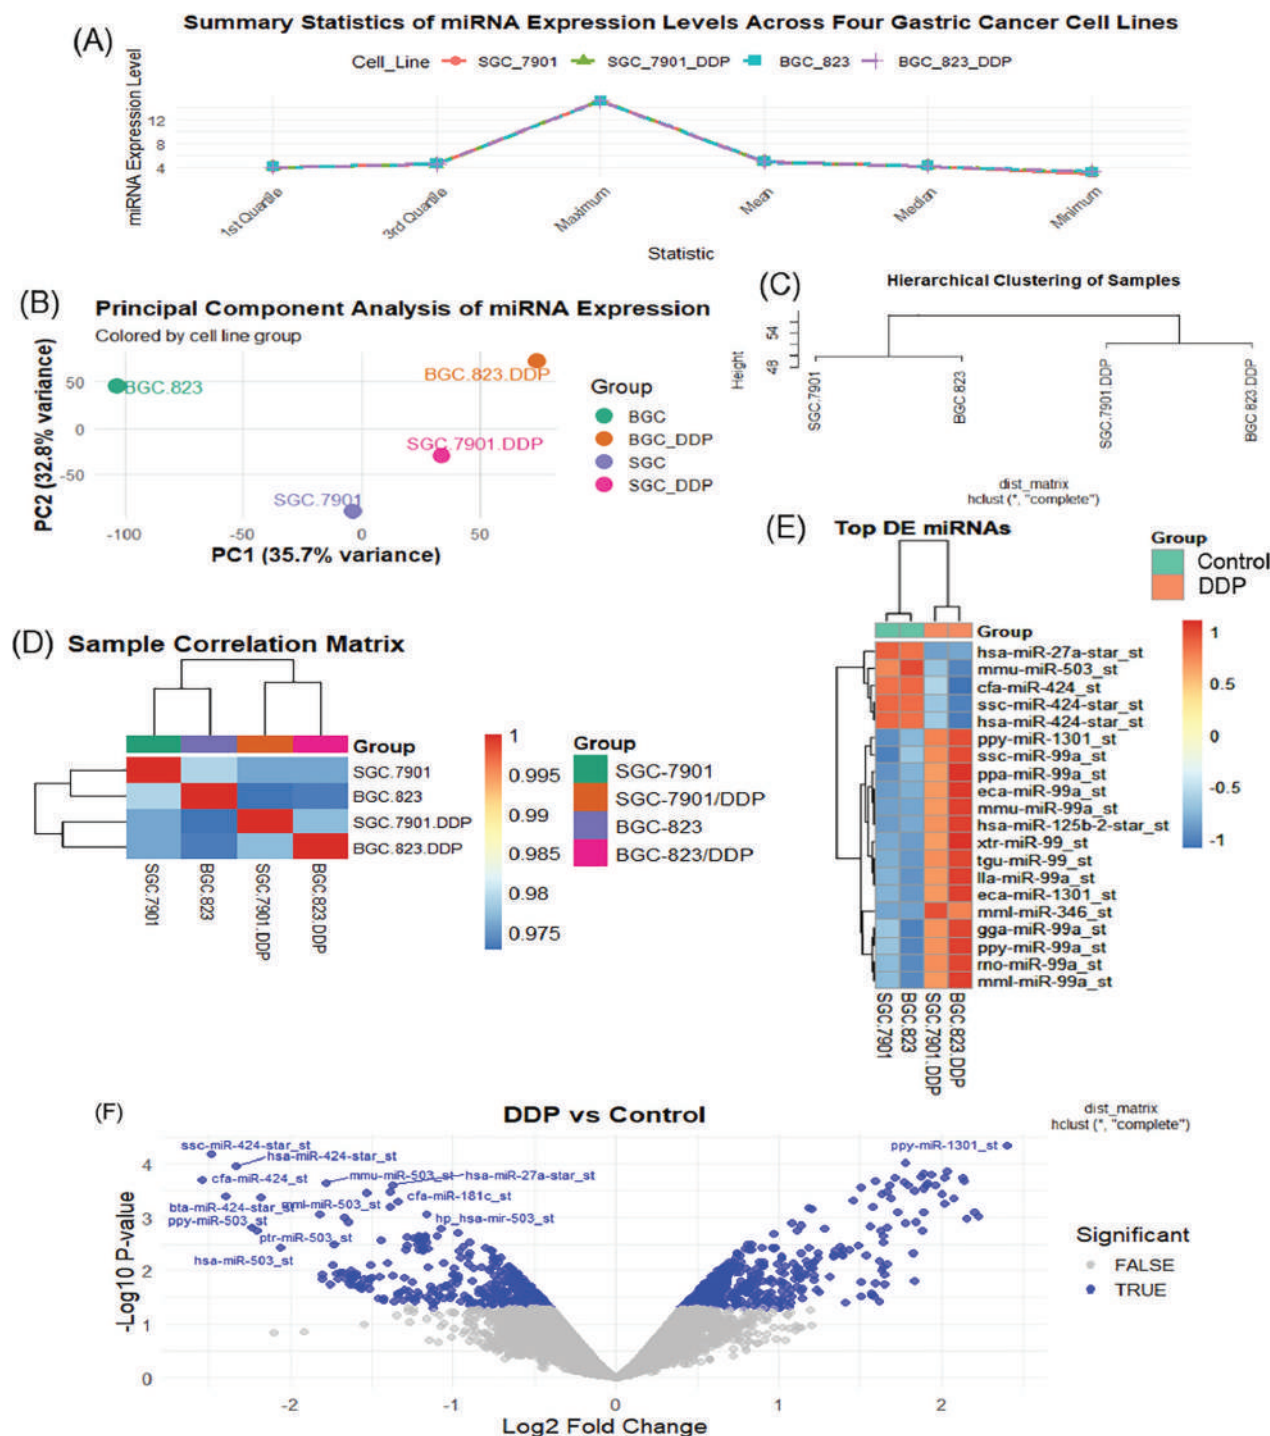 (A)
Summary Statistics of miRNA Expression Levels Across Four Gastric Cancer Cell Lines
Cell_Line SGC_7901 SGC_7901_DDP BGC_823 BGC_823_DDP
miRNA Expression Level
12
8
4
1st Quartile
3rd Quartile
Maximum
Mean
Median
Minimum
Statistic
(B)
Principal Component Analysis of miRNA Expression
Colored by cell line group
PC2 (32.8% variance)
50
0
-50
BGC.823
BGC.823.DDP
SGC.7901.DDP
SGC.7901
-100
-50
0
50
PC1 (35.7% variance)
Group
BGC
BGC_DDP
SGC
SGC_DDP
(C)
Hierarchical Clustering of Samples
Height
54
48
SGC.7901
BGC.823
SGC.7901.DDP
BGC.823.DDP
dist_matrix
hclust (*, "complete")
(D) Sample Correlation Matrix
Group
SGC.7901
BGC.823
SGC.7901.DDP
BGC.823.DDP
SGC.7901
BGC.823
SGC.7901.DDP
BGC.823.DDP
1
0.995
0.99
0.985
0.98
0.975
Group
SGC-7901
SGC-7901/DDP
BGC-823
BGC-823/DDP
(E) Top DE miRNAs
Group
Control
DDP
Group
hsa-miR-27a-star_st
mmu-miR-503_st
cfa-miR-424_st
ssc-miR-424-star_st
hsa-miR-424-star_st
ppy-miR-1301_st
ssc-miR-99a_st
ppa-miR-99a_st
eca-miR-99a_st
mmu-miR-99a_st
hsa-miR-125b-2-star_st
xtr-miR-99_st
tgu-miR-99_st
lla-miR-99a_st
eca-miR-1301_st
mml-miR-346_st
gga-miR-99a_st
ppy-miR-99a_st
rno-miR-99a_st
mml-miR-99a_st
1
0.5
0
-0.5
-1
SGC.7901
BGC.823
SGC.7901.DDP
BGC.823.DDP
dist_matrix
hclust (*, "complete")
(F)
DDP vs Control
-Log10 P-value
4
3
2
1
0
ssc-miR-424-star_st
hsa-miR-424-star_st
cfa-miR-424_st
mmu-miR-503_st
hsa-miR-27a-star_st
bta-miR-424-star_st
mml-miR-503_st
cfa-miR-181c_st
ppy-miR-503_st
hp_hsa-mir-503_st
ptr-miR-503_st
hsa-miR-503_st
ppy-miR-1301_st
-2
-1
0
1
2
Log2 Fold Change
Significant
FALSE
TRUE